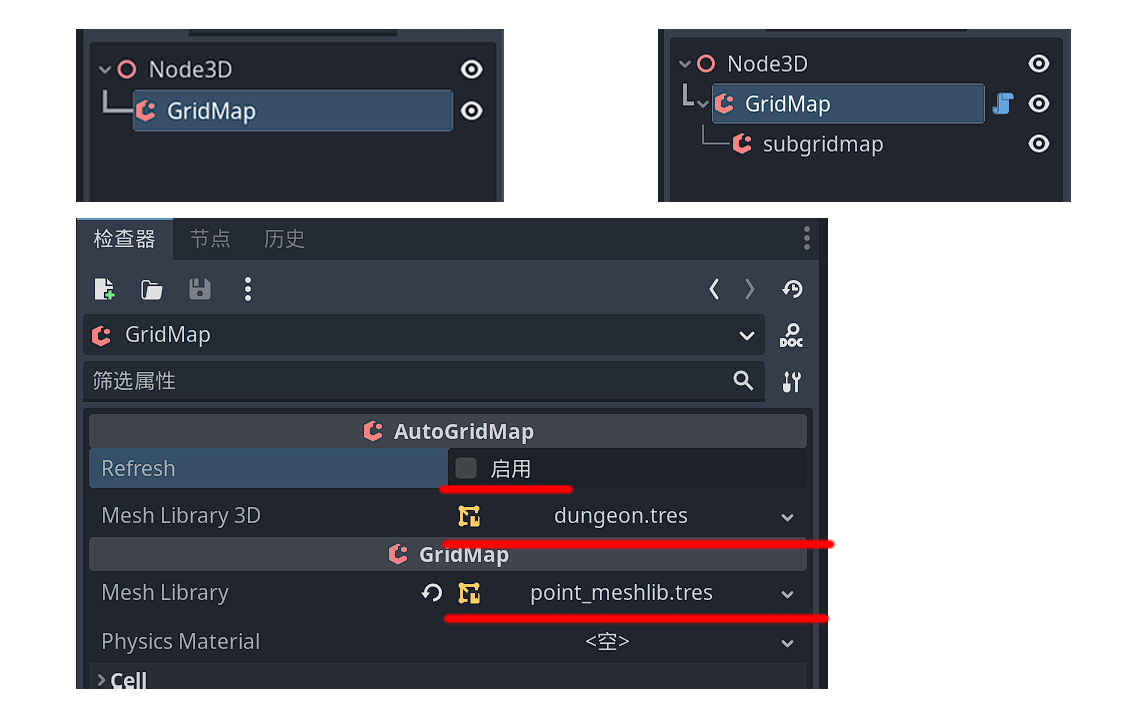 Node3D
GridMap
Node3D
GridMap
subgridmap
检查器 节点 历史
GridMap
DOC
筛选属性
AutoGridMap
Refresh 启用
Mesh Library 3D dungeon.tres
GridMap
Mesh Library point_meshlib.tres
Physics Material <空>
Cell